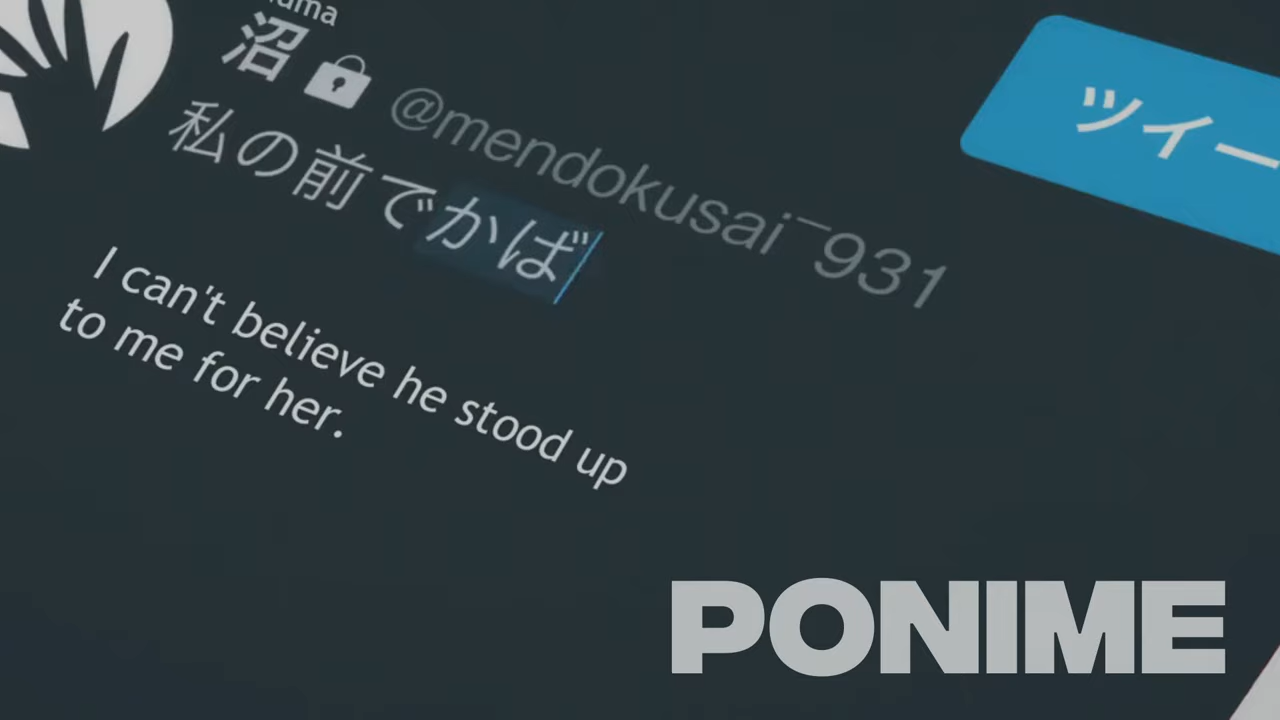 沼 @mendokusai_931
ツイー
私の前でかば
I can't believe he stood up
to me for her.
PONIME